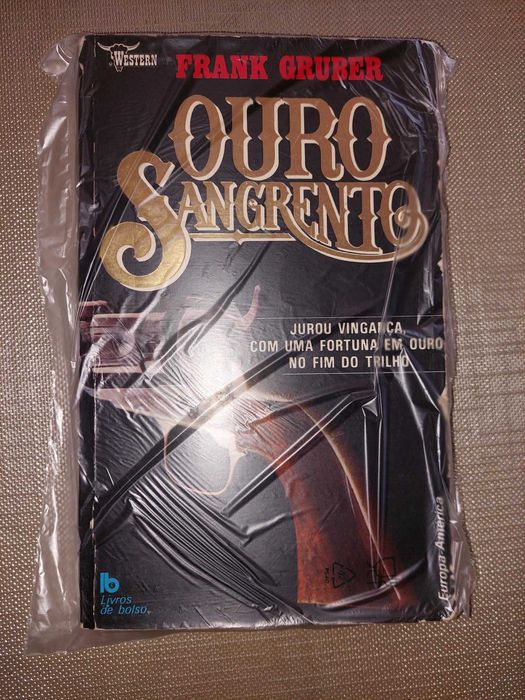 WESTERN
FRANK GRUBER
OURO
SANGRENTO
JUROU VINGANÇA,
COM UMA FORTUNA EM OURO
NO FIM DO TRILHO
Europa-América
lb
Livros
de bolso